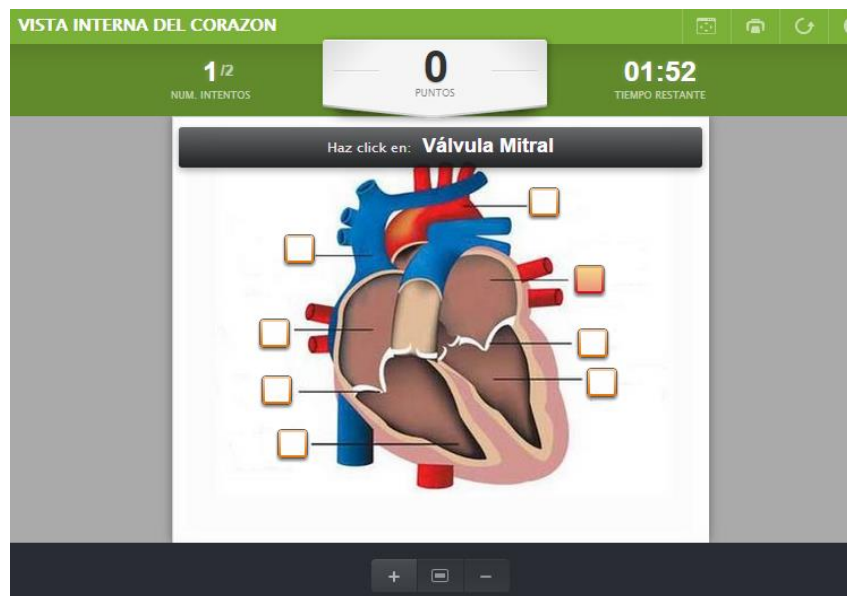 VISTA INTERNA DEL CORAZON
1 /2
NUM. INTENTOS
0
PUNTOS
01:52
TIEMPO RESTANTE
Haz click en: Válvula Mitral